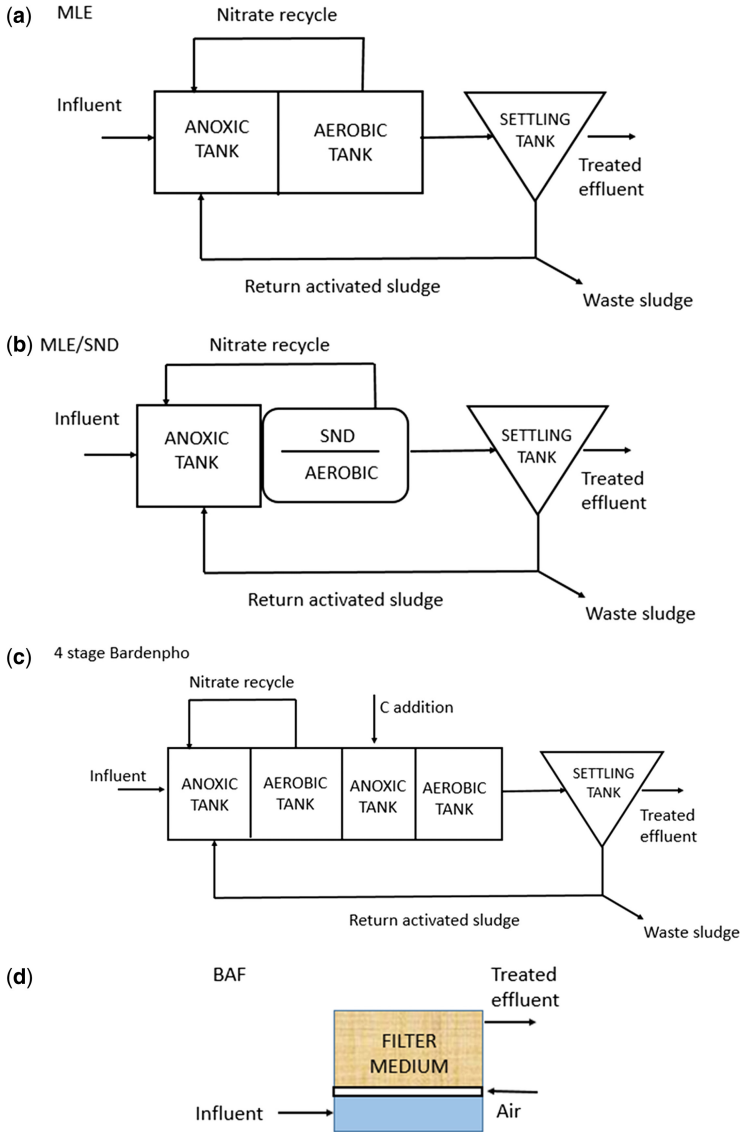 (a) MLE
Nitrate recycle
Influent
ANOXIC
TANK
AEROBIC
TANK
SETTLING
TANK
Treated
effluent
Return activated sludge
Waste sludge
(b) MLE/SND
Nitrate recycle
Influent
ANOXIC
TANK
SND
AEROBIC
SETTLING
TANK
Treated
effluent
Return activated sludge
Waste sludge
(c) 4 stage Bardenpho
Nitrate recycle
C addition
Influent
ANOXIC
TANK
AEROBIC
TANK
ANOXIC
TANK
AEROBIC
TANK
SETTLING
TANK
Treated
effluent
Return activated sludge
Waste sludge
(d) BAF
Treated
effluent
FILTER
MEDIUM
Influent
Air